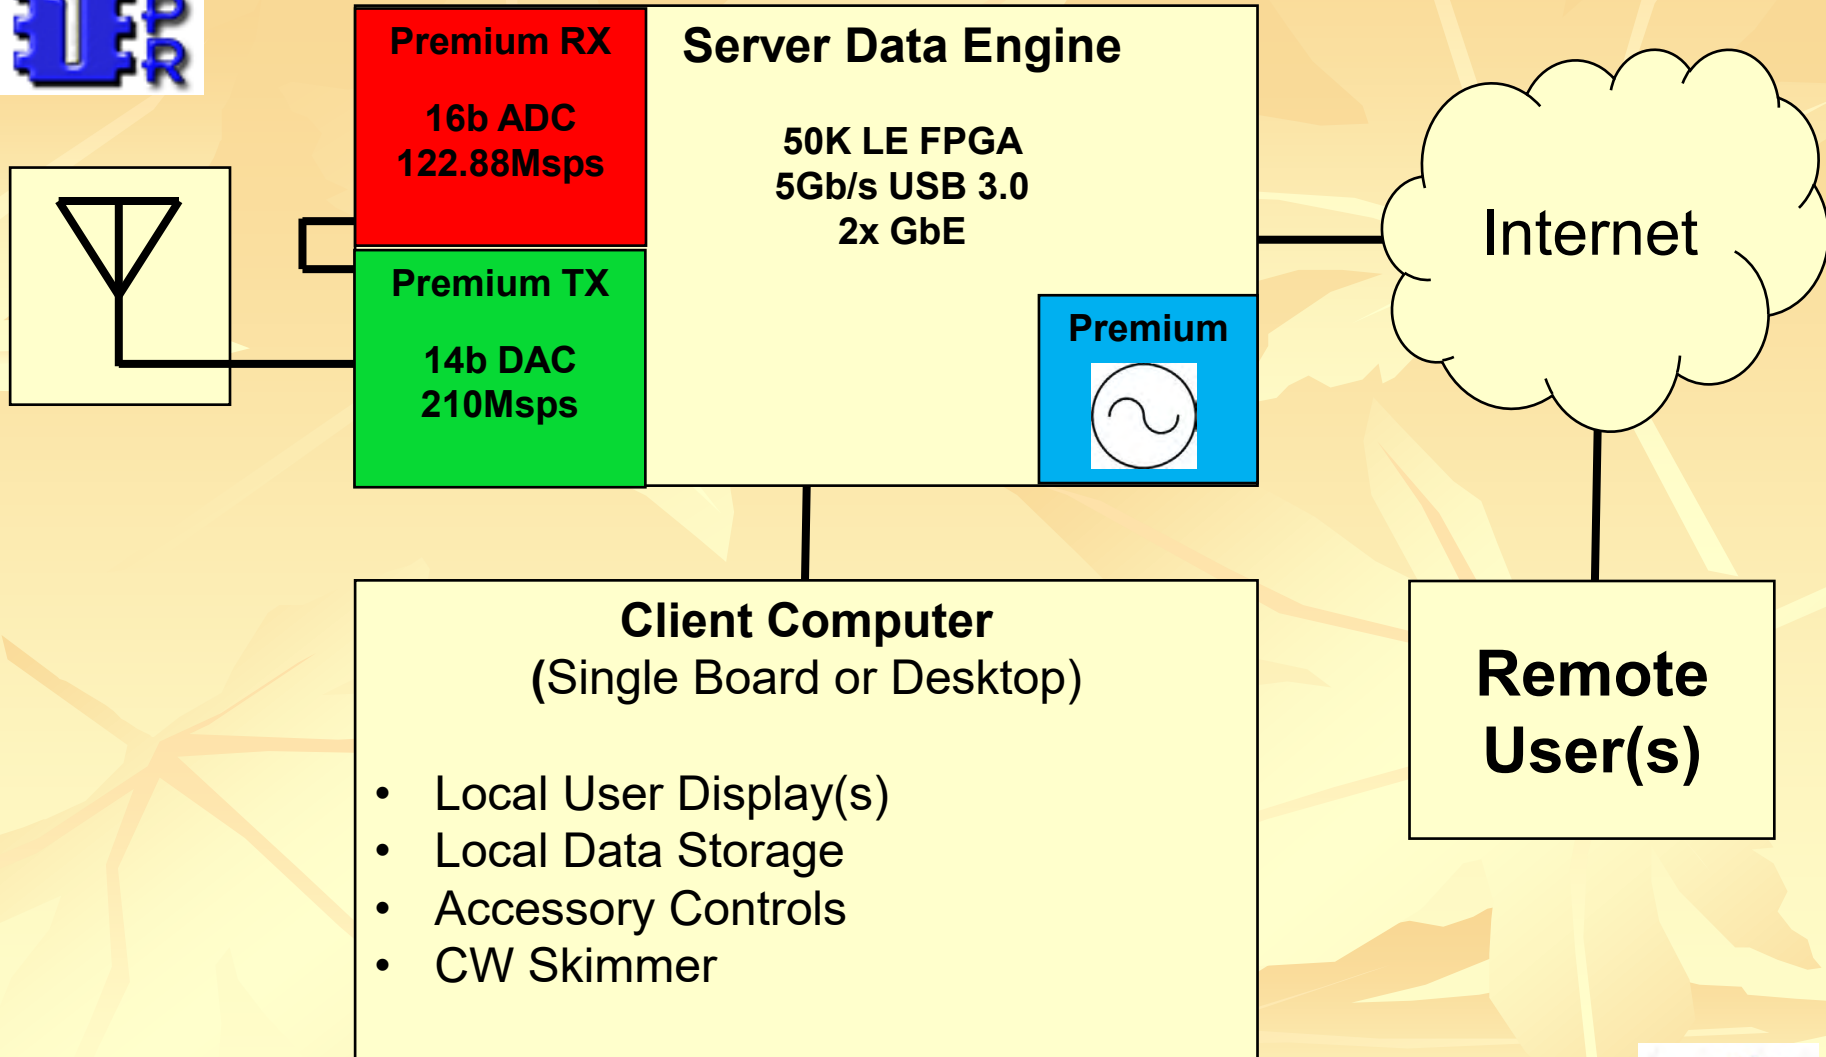 P
R
Premium RX
16b ADC
122.88Msps
Server Data Engine
50K LE FPGA
5Gb/s USB 3.0
2x GbE
Premium TX
14b DAC
210Msps
Premium
Internet
Client Computer
(Single Board or Desktop)
• Local User Display(s)
• Local Data Storage
• Accessory Controls
• CW Skimmer
Remote
User(s)